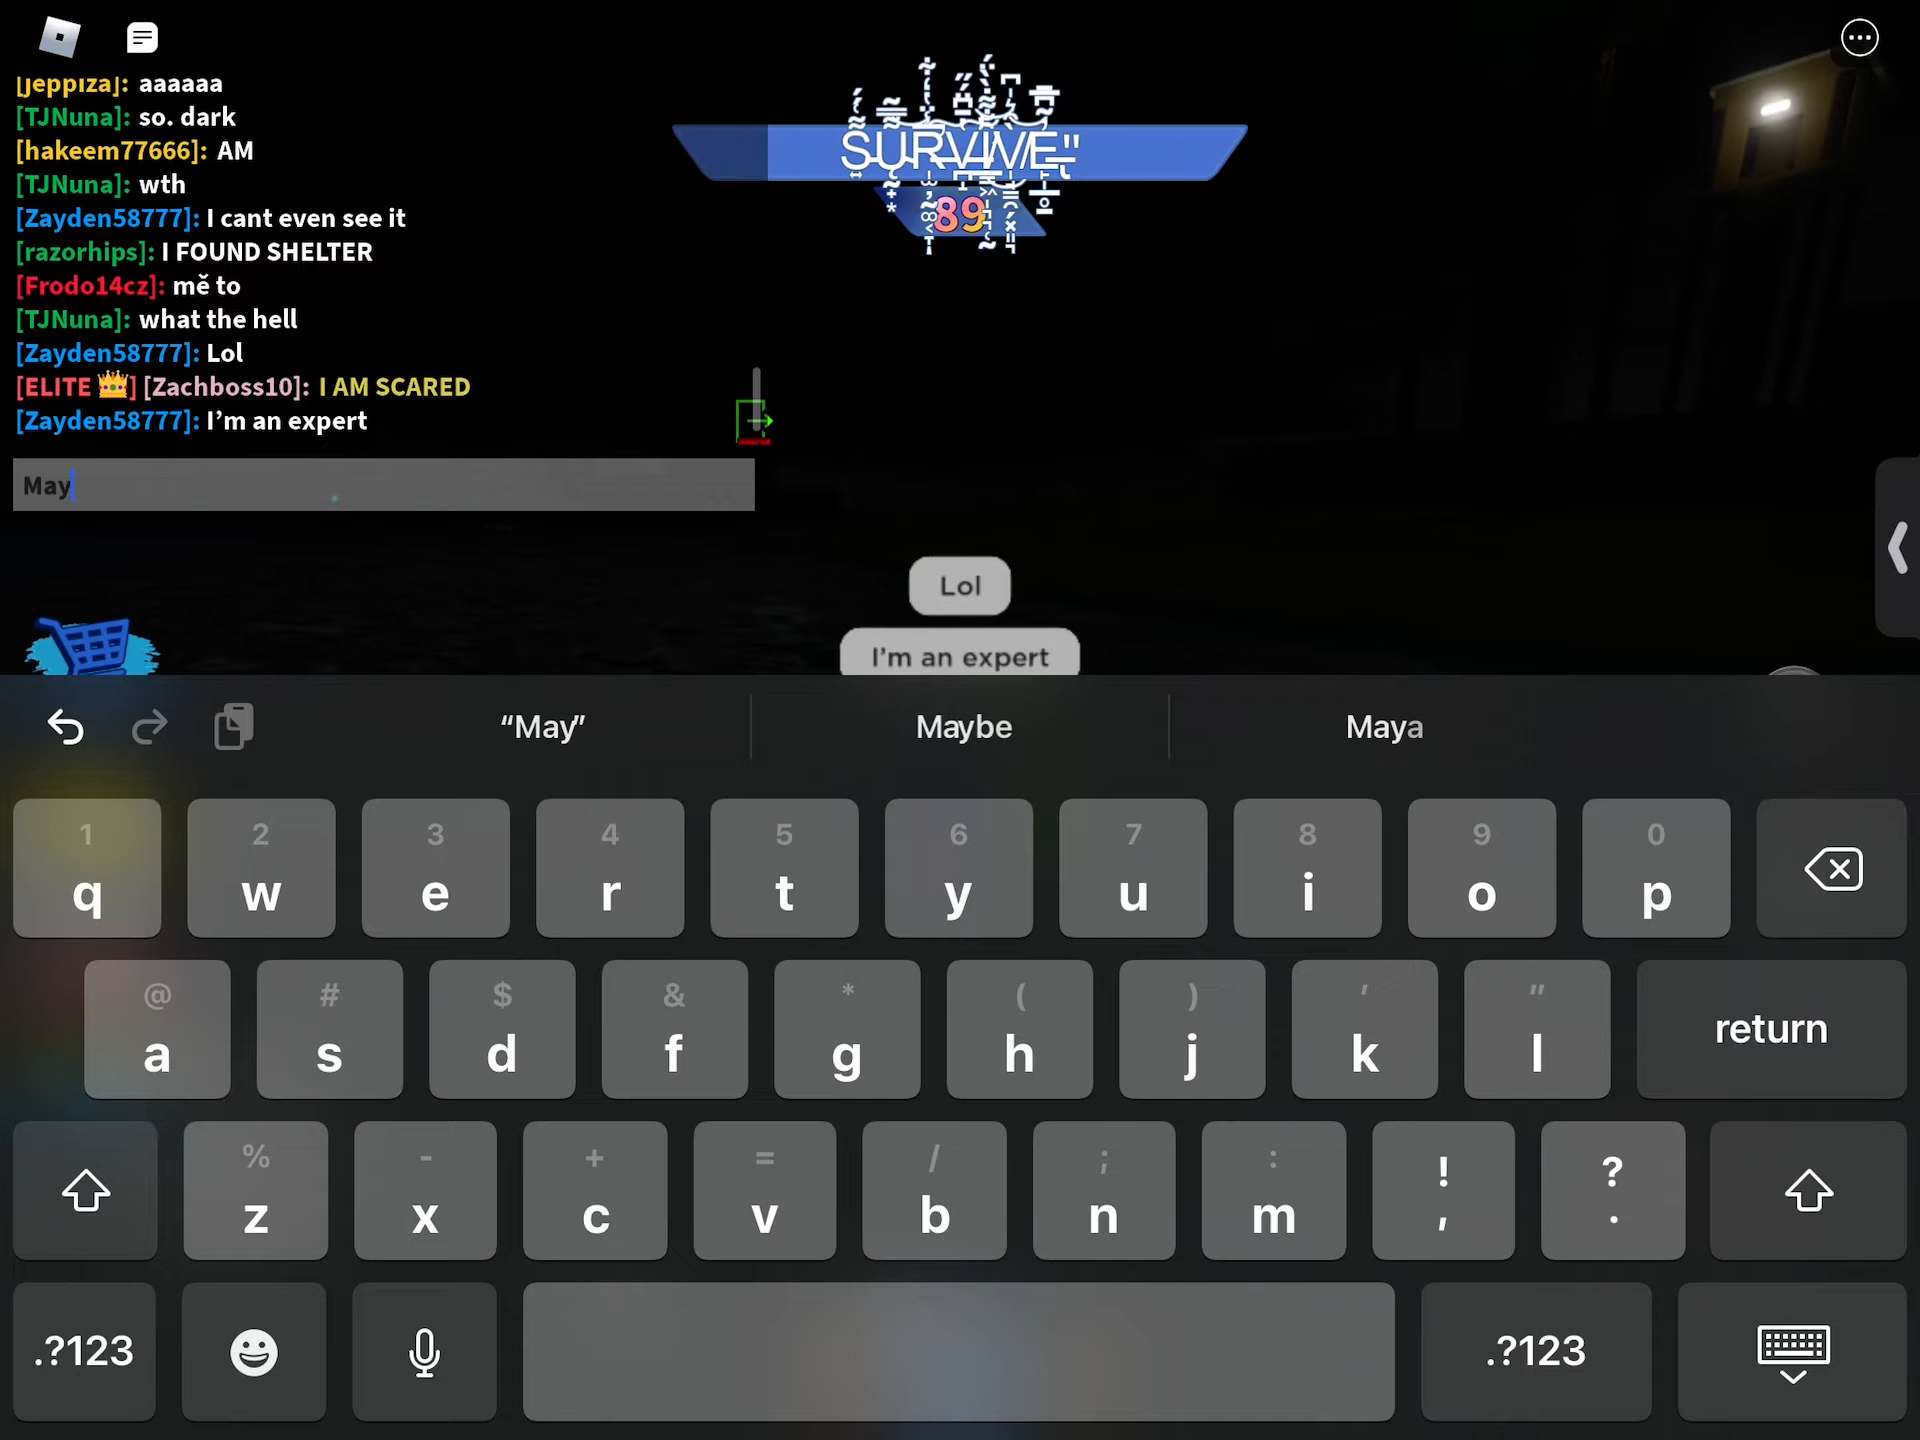 [jeppiza]: aaaaaa
[TJNuna]: so. dark
[hakeem77666]: AM
[TJNuna]: wth
[Zayden58777]: I cant even see it
[razorhips]: I FOUND SHELTER
[Frodo14cz]: mě to
[TJNuna]: what the hell
[Zayden58777]: Lol
[ELITE 👑] [Zachboss10]: I AM SCARED
[Zayden58777]: I’m an expert
May
SURVIVE"
89
Lol
I’m an expert
“May” Maybe Maya
1 2 3 4 5 6 7 8 9 0
q w e r t y u i o p
@ # $ & * ( ) ' "
a s d f g h j k l return
% - + = / ; : ! ?
z x c v b n m , .
.?123 .?123